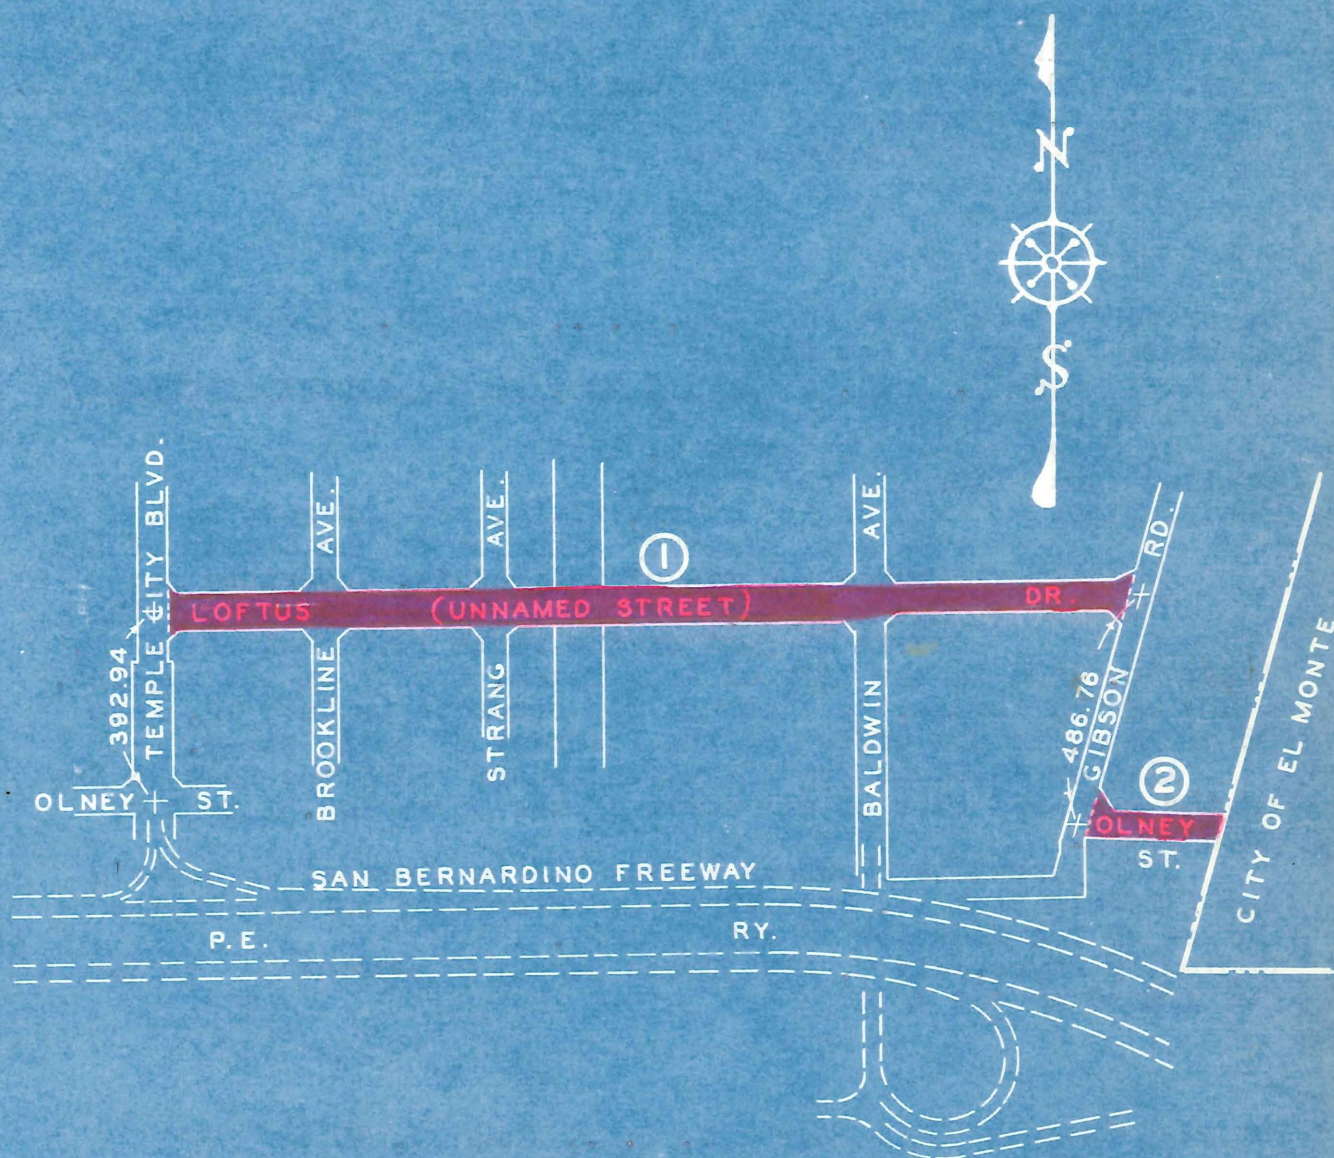 N
S
TEMPLE CITY BLVD.
AVE.
AVE.
AVE.
RD.
1
LOFTUS (UNNAMED STREET) DR.
392.94
BROOKLINE
STRANG
BALDWIN
486.76
GIBSON
2
CITY OF EL MONTE
OLNEY ST.
OLNEY
ST.
SAN BERNARDINO FREEWAY
P.E. RY.